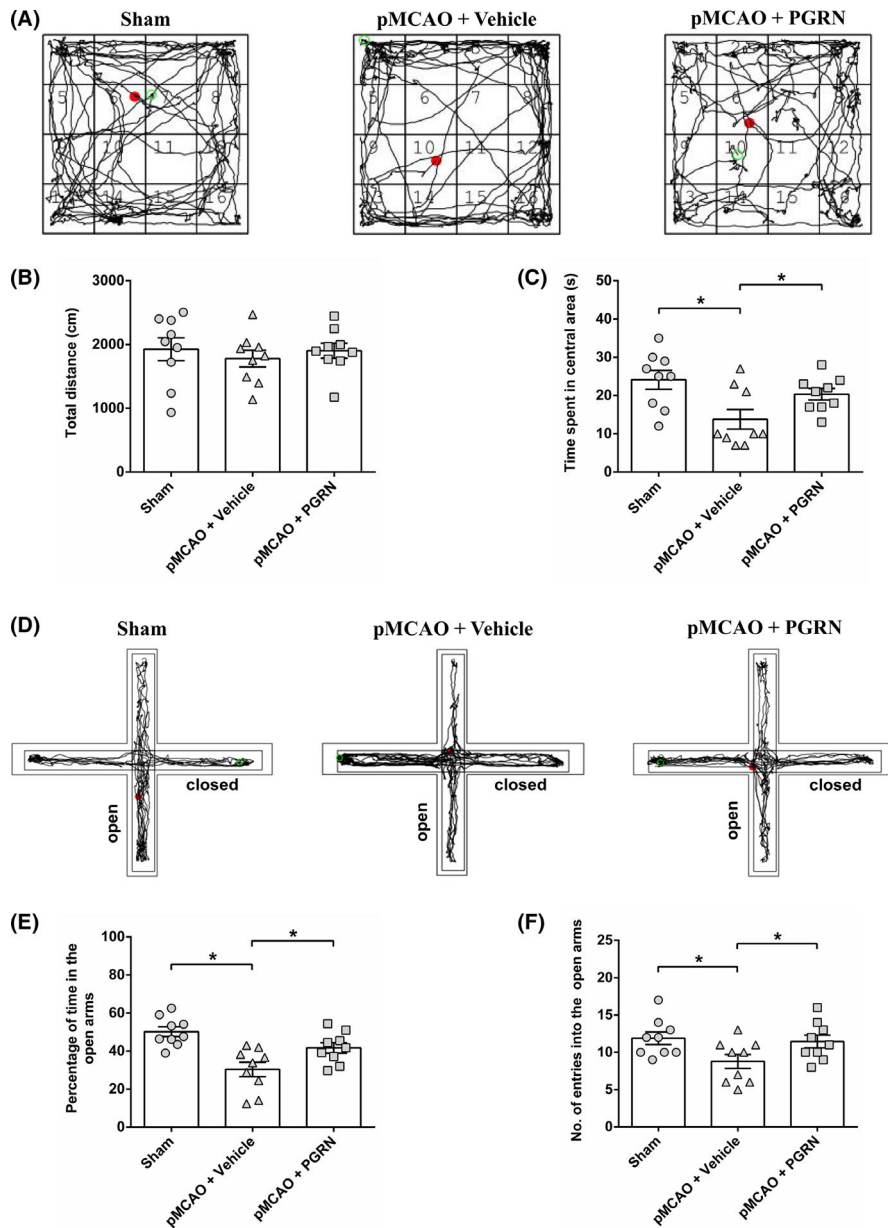 (A)
Sham
pMCAO + Vehicle
pMCAO + PGRN
5 6 7 8
10 11
14 15 16
5 6 7 8
9 10 11 12
13 14 15
5 6 8
9 10 11 12
13 14 15
(B)
Total distance (cm)
3000
2000
1000
0
Sham
pMCAO + Vehicle
pMCAO + PGRN
(C)
Time spent in central area (s)
50
40
30
20
10
0
*
*
Sham
pMCAO + Vehicle
pMCAO + PGRN
(D)
Sham
pMCAO + Vehicle
pMCAO + PGRN
closed
open
closed
open
closed
open
(E)
Percentage of time in the
open arms
100
80
60
40
20
0
*
*
Sham
pMCAO + Vehicle
pMCAO + PGRN
(F)
No. of entries into the open arms
25
20
15
10
5
0
*
*
Sham
pMCAO + Vehicle
pMCAO + PGRN